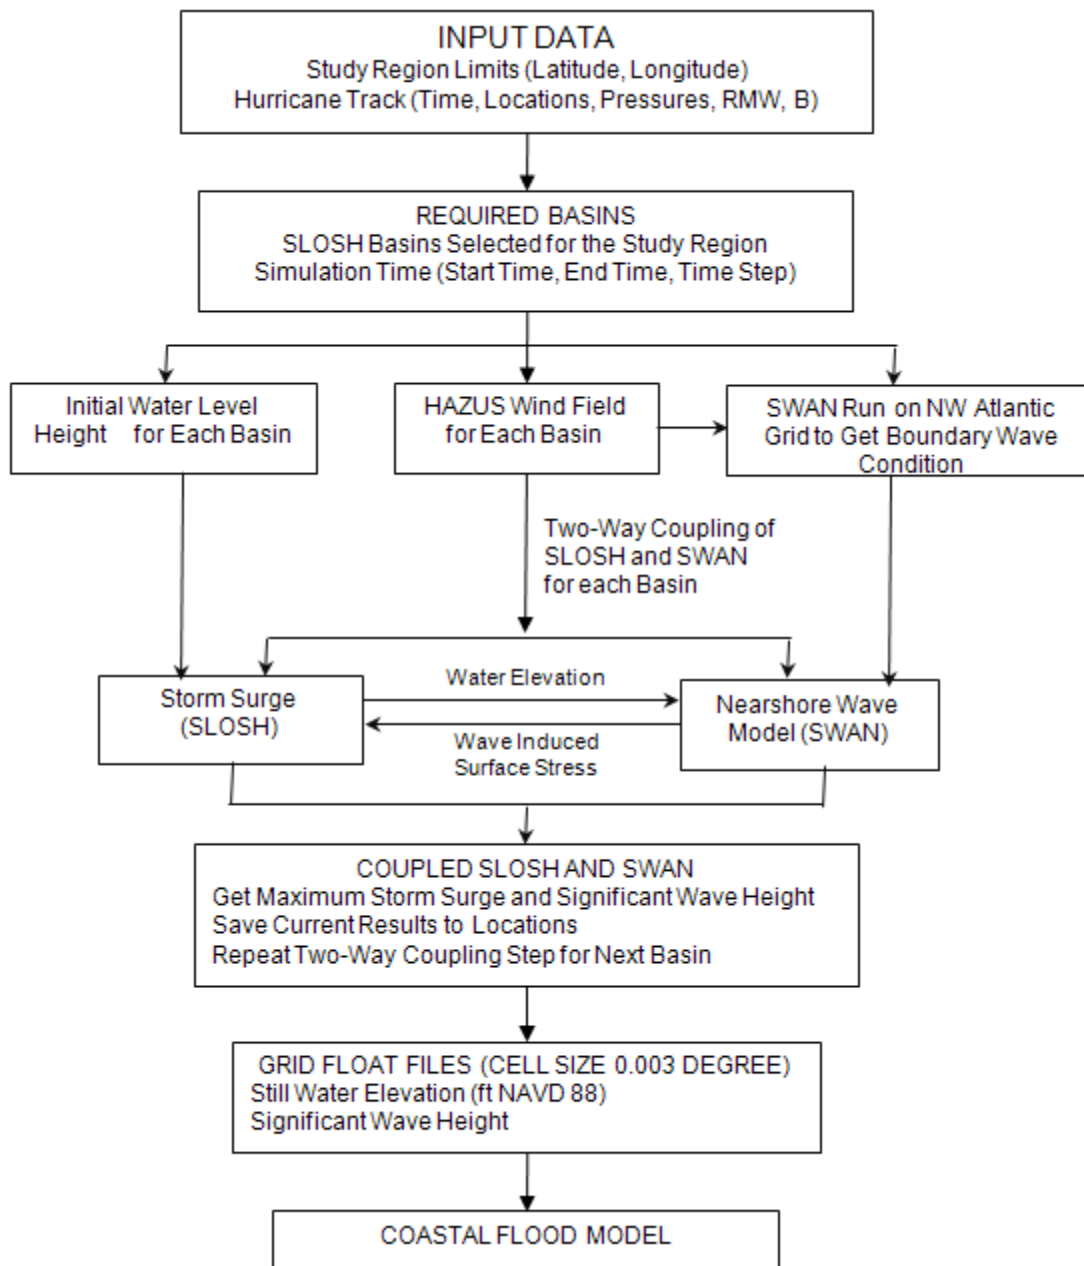 INPUT DATA
Study Region Limits (Latitude, Longitude)
Hurricane Track (Time, Locations, Pressures, RMW, B)
REQUIRED BASINS
SLOSH Basins Selected for the Study Region
Simulation Time (Start Time, End Time, Time Step)
Initial Water Level
Height for Each Basin
HAZUS Wind Field
for Each Basin
SWAN Run on NW Atlantic
Grid to Get Boundary Wave
Condition
Two-Way Coupling of
SLOSH and SWAN
for each Basin
Storm Surge
(SLOSH)
Water Elevation
Wave Induced
Surface Stress
Nearshore Wave
Model (SWAN)
COUPLED SLOSH AND SWAN
Get Maximum Storm Surge and Significant Wave Height
Save Current Results to Locations
Repeat Two-Way Coupling Step for Next Basin
GRID FLOAT FILES (CELL SIZE 0.003 DEGREE)
Still Water Elevation (ft NAVD 88)
Significant Wave Height
COASTAL FLOOD MODEL